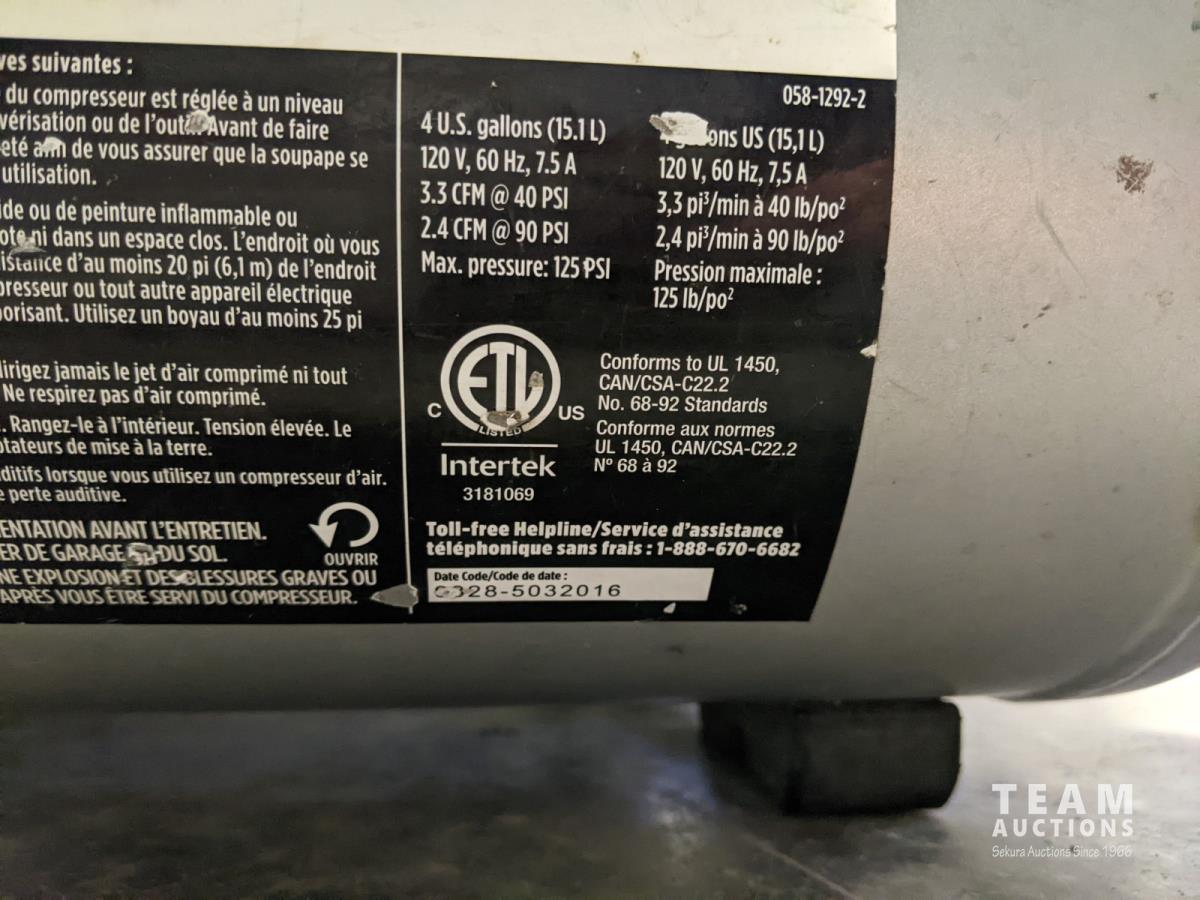 ves suivantes :
du compresseur est réglée à un niveau
vérisation ou de l'outil. Avant de faire
eté afin de vous assurer que la soupape se
utilisation.
ide ou de peinture inflammable ou
ote ni dans un espace clos. L'endroit où vous
istance d'au moins 20 pi (6,1 m) de l'endroit
presseur ou tout autre appareil électrique
orisant. Utilisez un boyau d'au moins 25 pi
irigez jamais le jet d'air comprimé ni tout
Ne respirez pas d'air comprimé.
. Rangez-le à l'intérieur. Tension élevée. Le
ptateurs de mise à la terre.
ditifs lorsque vous utilisez un compresseur d'air.
e perte auditive.
ENTATION AVANT L'ENTRETIEN.
ER DE GARAGE DU SOL.
NE EXPLOSION ET DES BLESSURES GRAVES OU
APRÈS VOUS ÊTRE SERVI DU COMPRESSEUR.
OUVRIR
058-1292-2
4 U.S. gallons (15.1 L)
120 V, 60 Hz, 7.5 A
3.3 CFM @ 40 PSI
2.4 CFM @ 90 PSI
Max. pressure: 125 PSI
4 gallons US (15,1 L)
120 V, 60 Hz, 7,5 A
3,3 pi³/min à 40 lb/po²
2,4 pi³/min à 90 lb/po²
Pression maximale :
125 lb/po²
C ETL US
LISTED
Intertek
3181069
Conforms to UL 1450,
CAN/CSA-C22.2
No. 68-92 Standards
Conforme aux normes
UL 1450, CAN/CSA-C22.2
N° 68 à 92
Toll-free Helpline/Service d'assistance
téléphonique sans frais : 1-888-670-6682
Date Code/Code de date :
28-5032016
TEAM
AUCTIONS
Sekura Auctions Since 1966